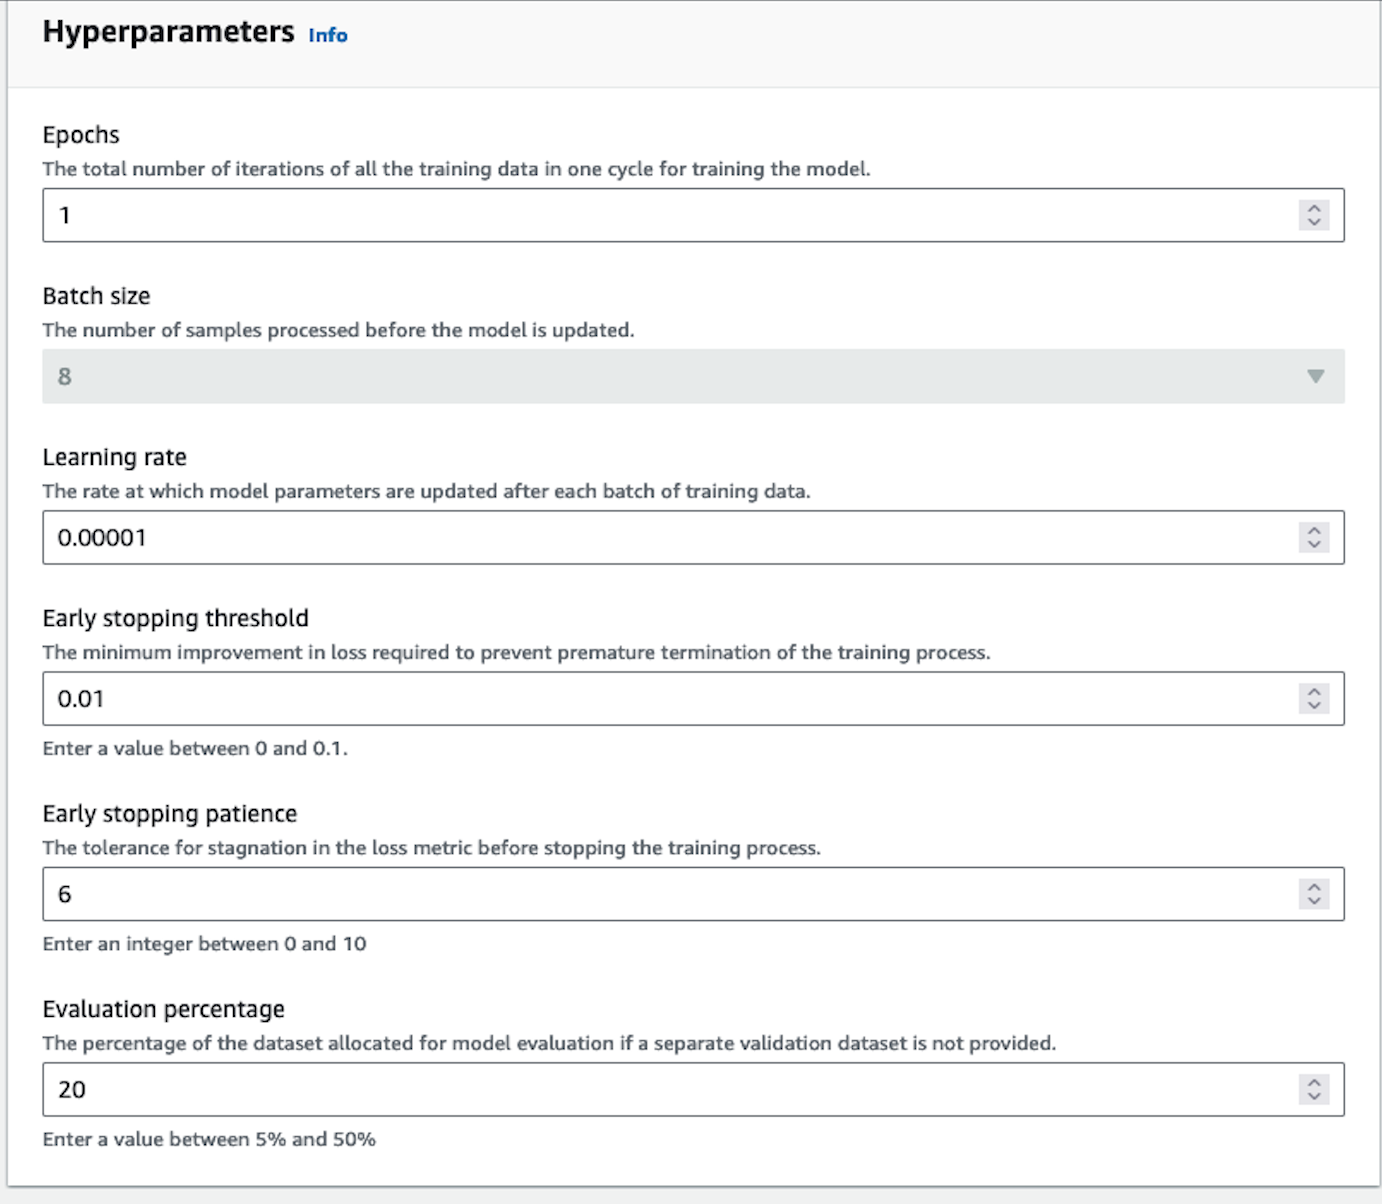 Hyperparameters Info
Epochs
The total number of iterations of all the training data in one cycle for training the model.
1
Batch size
The number of samples processed before the model is updated.
8
Learning rate
The rate at which model parameters are updated after each batch of training data.
0.00001
Early stopping threshold
The minimum improvement in loss required to prevent premature termination of the training process.
0.01
Enter a value between 0 and 0.1.
Early stopping patience
The tolerance for stagnation in the loss metric before stopping the training process.
6
Enter an integer between 0 and 10
Evaluation percentage
The percentage of the dataset allocated for model evaluation if a separate validation dataset is not provided.
20
Enter a value between 5% and 50%